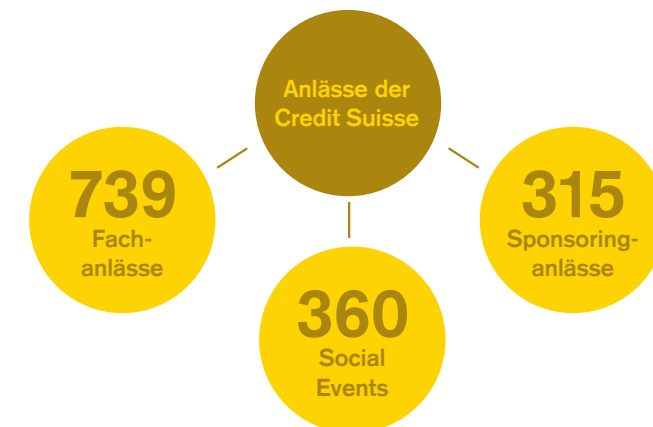 Anlässe der
Credit Suisse
739
Fach-
anlässe
360
Social
Events
315
Sponsoring-
anlässe